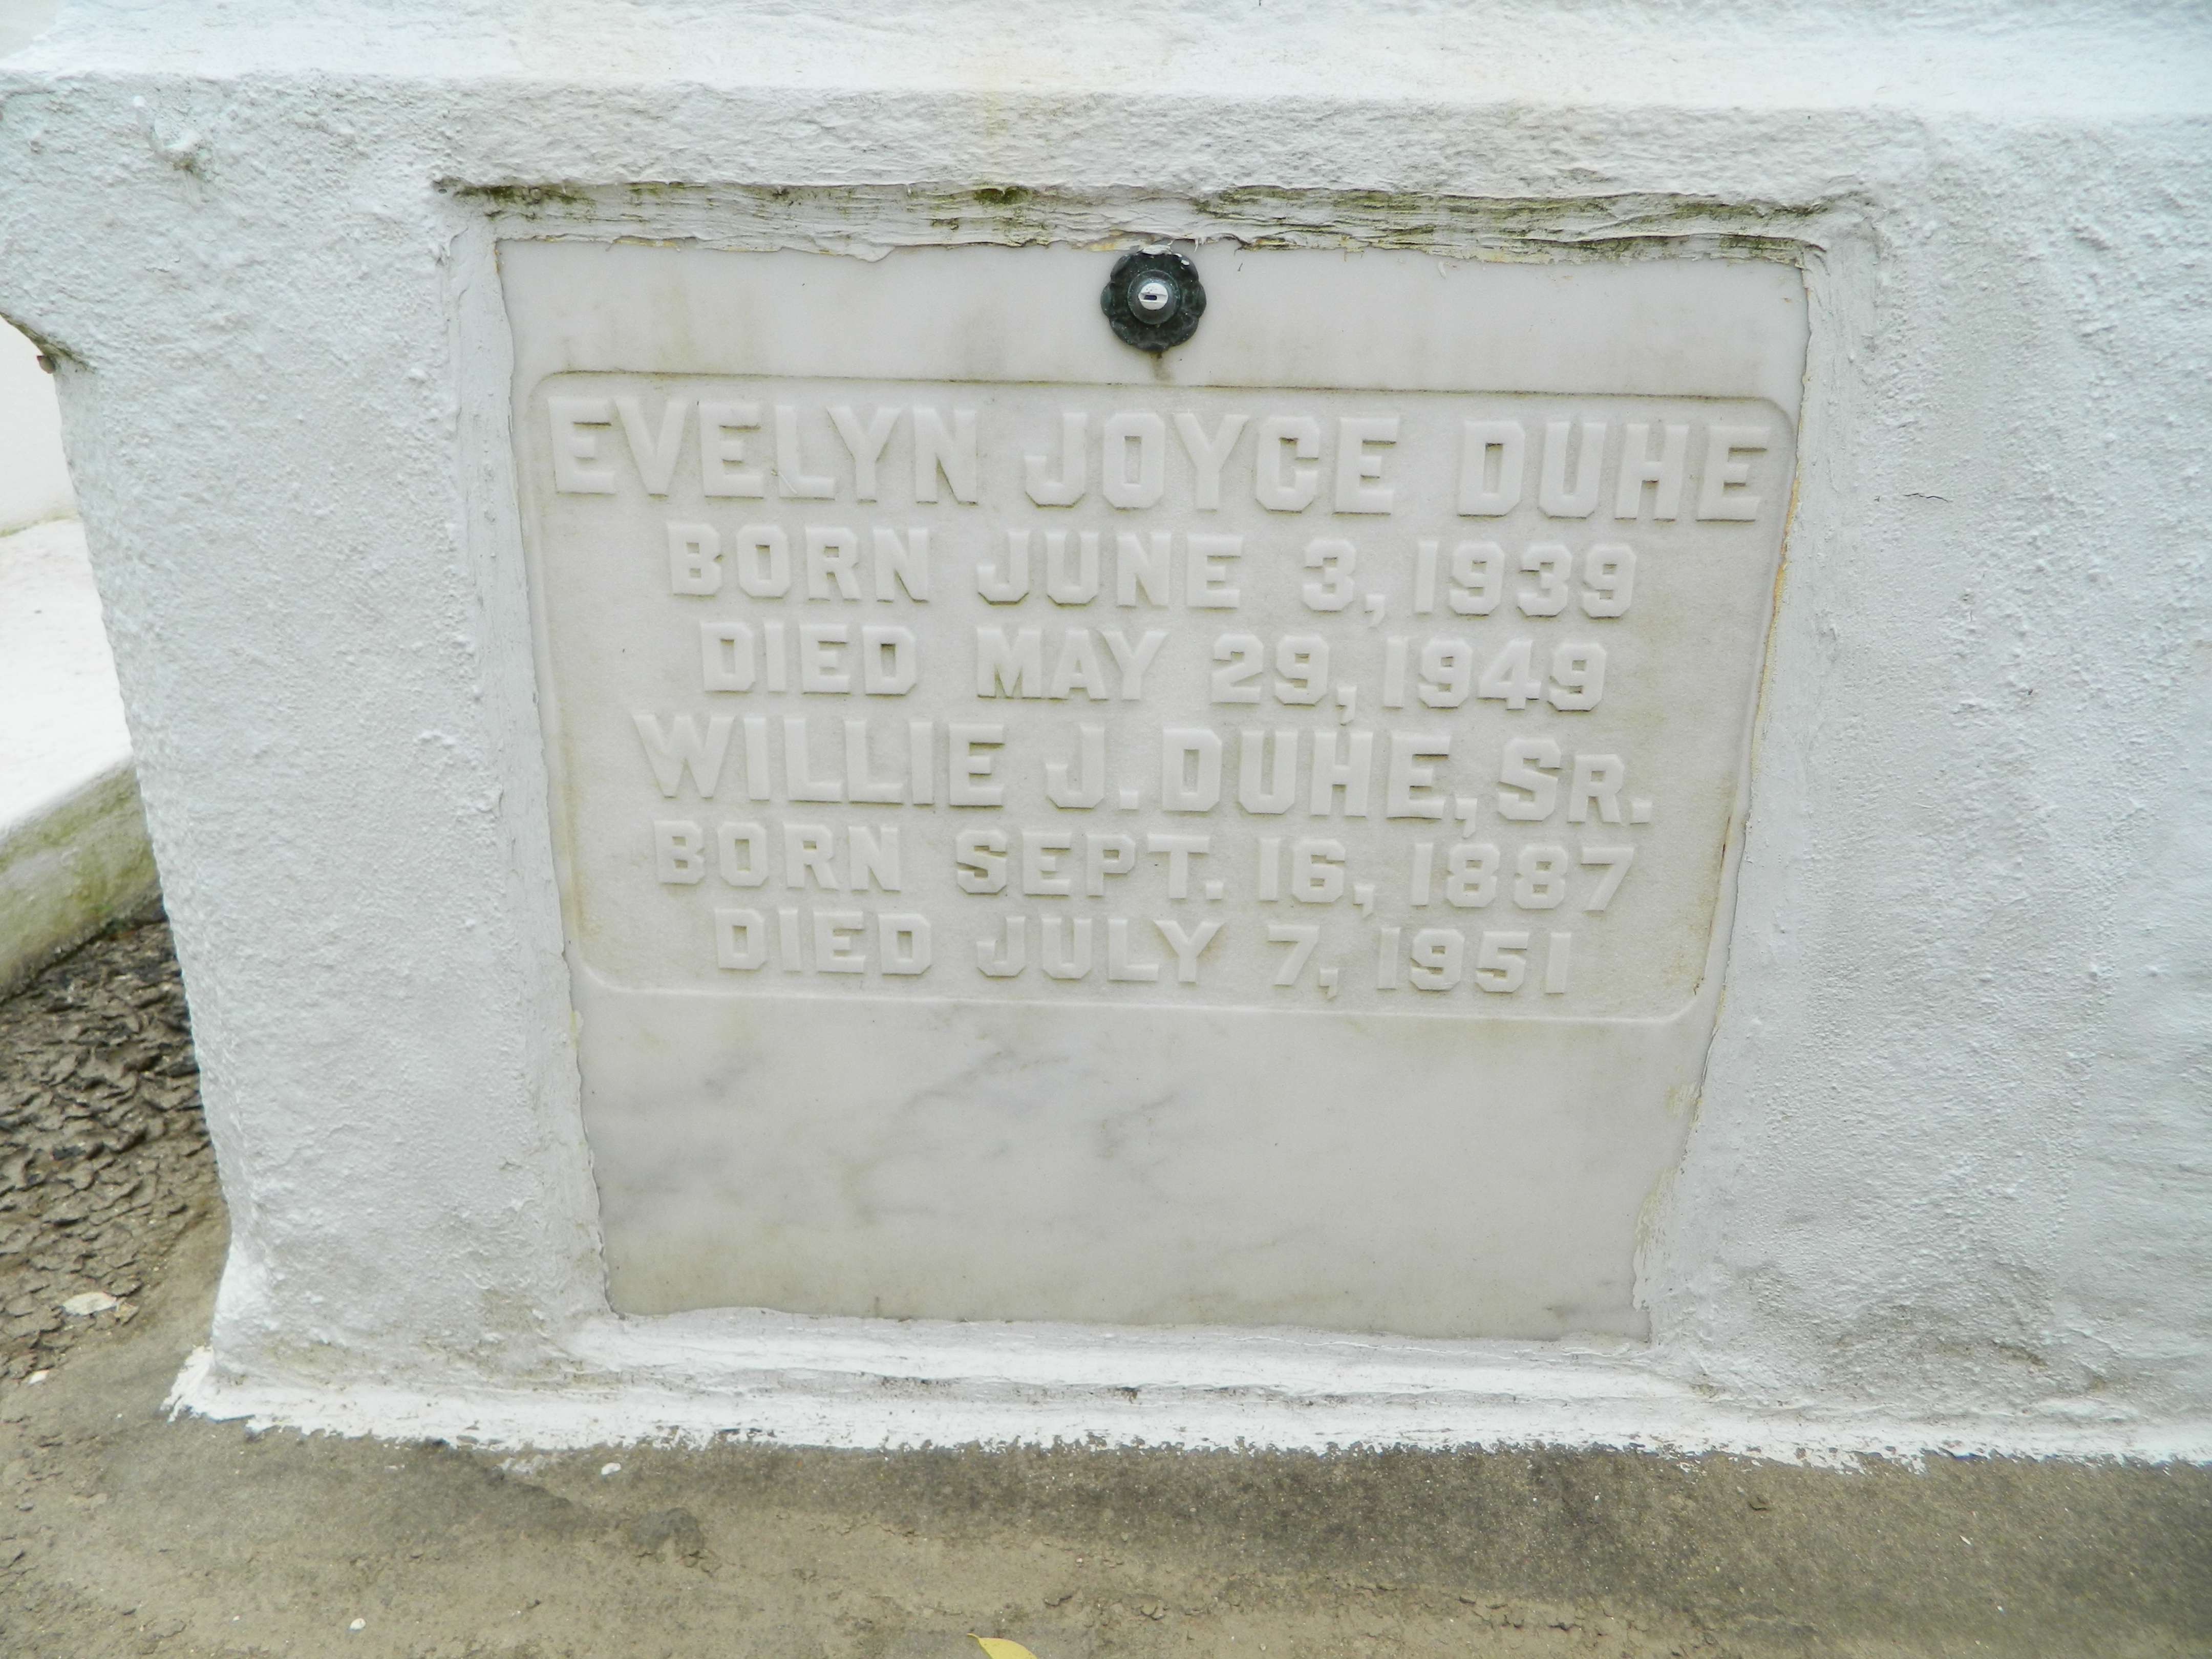 EVELYN JOYCE DUHE
BORN JUNE 3, 1939
DIED MAY 29, 1949
WILLIE J. DUHE, SR.
BORN SEPT. 16, 1887
DIED JULY 7, 1951